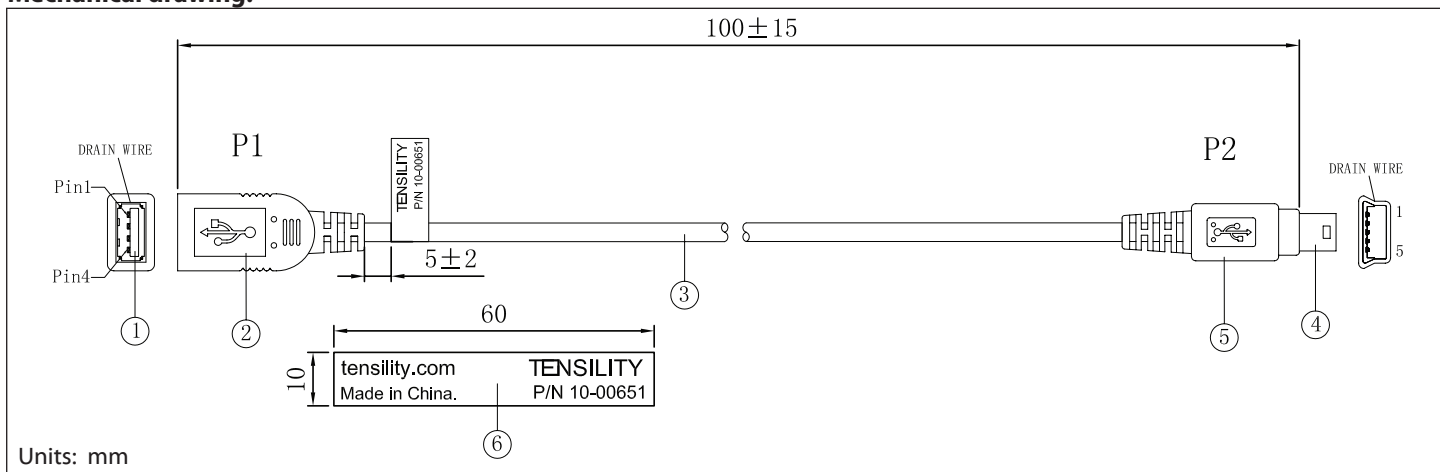 Mechanical drawing:
100±15
P1
P2
DRAIN WIRE
Pin1
Pin4
TENSILITY
P/N 10-00651
DRAIN WIRE
1
5
5±2
1
2
3
5
4
60
10
tensility.com TENSILITY
Made in China. P/N 10-00651
6
Units: mm